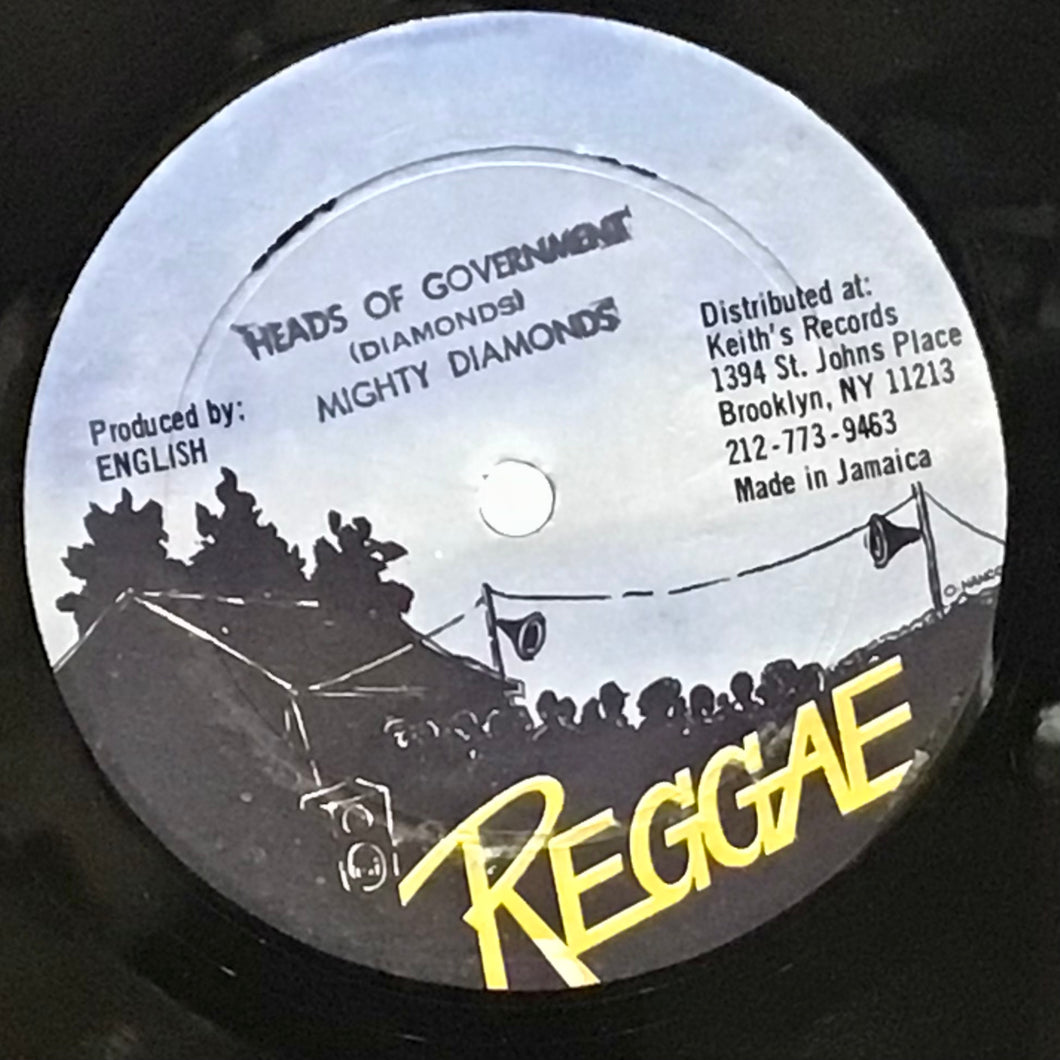 HEADS OF GOVERNMENT
(DIAMONDS)
MIGHTY DIAMONDS
Produced by:
ENGLISH
Distributed at:
Keith's Records
1394 St. Johns Place
Brooklyn, NY 11213
212-773-9463
Made in Jamaica
REGGAE